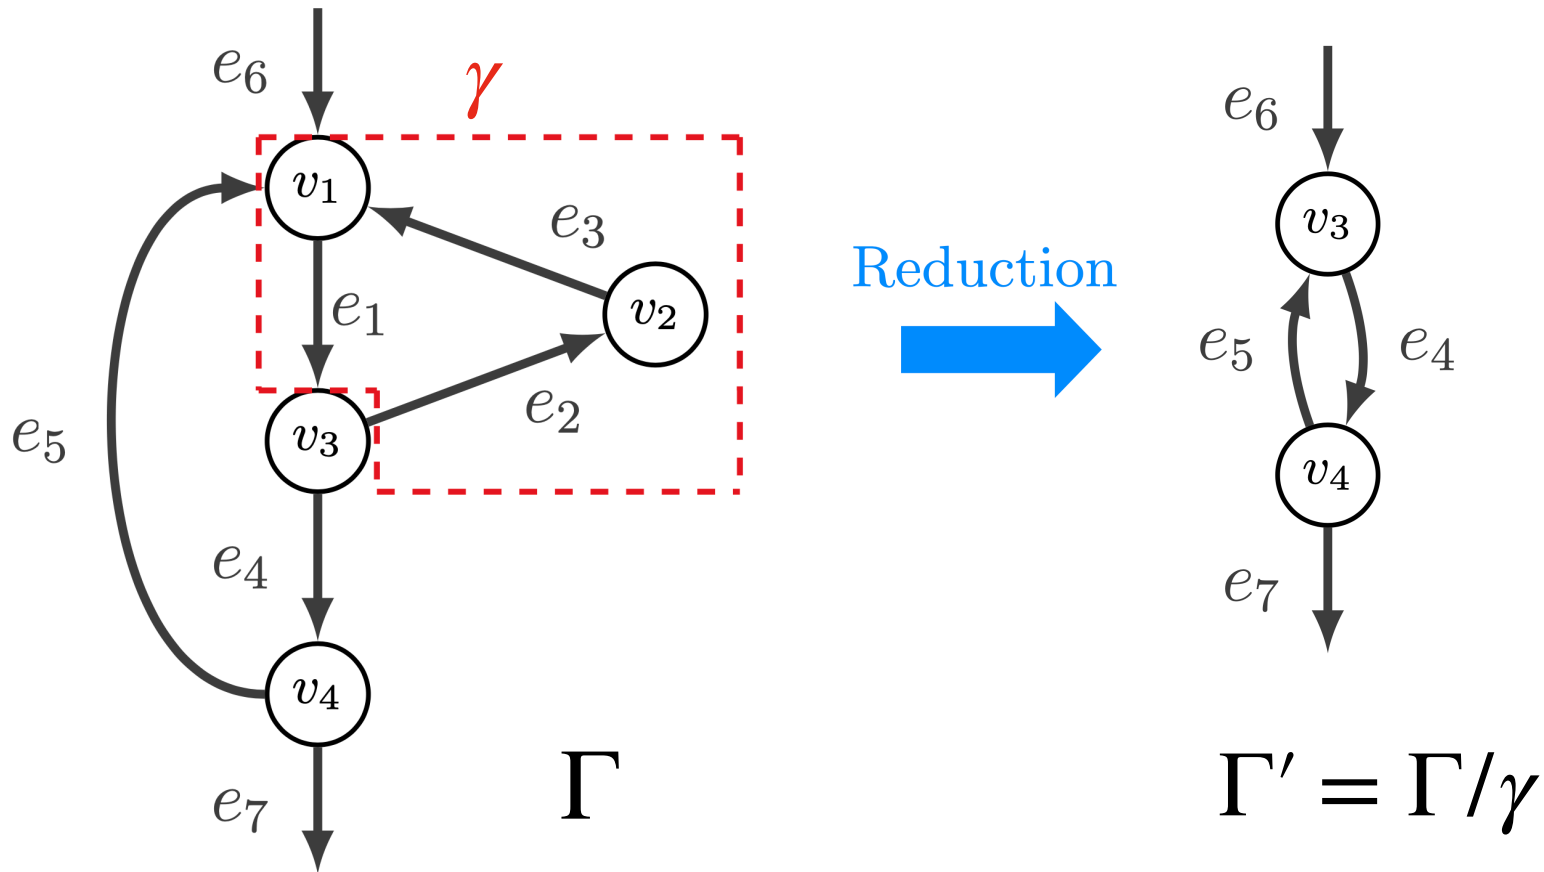 e₆
γ
v₁
e₃
e₁
v₂
e₂
v₃
e₅
e₄
v₄
e₇
Γ
Reduction
e₆
v₃
e₅
e₄
v₄
e₇
Γ′ = Γ/γ